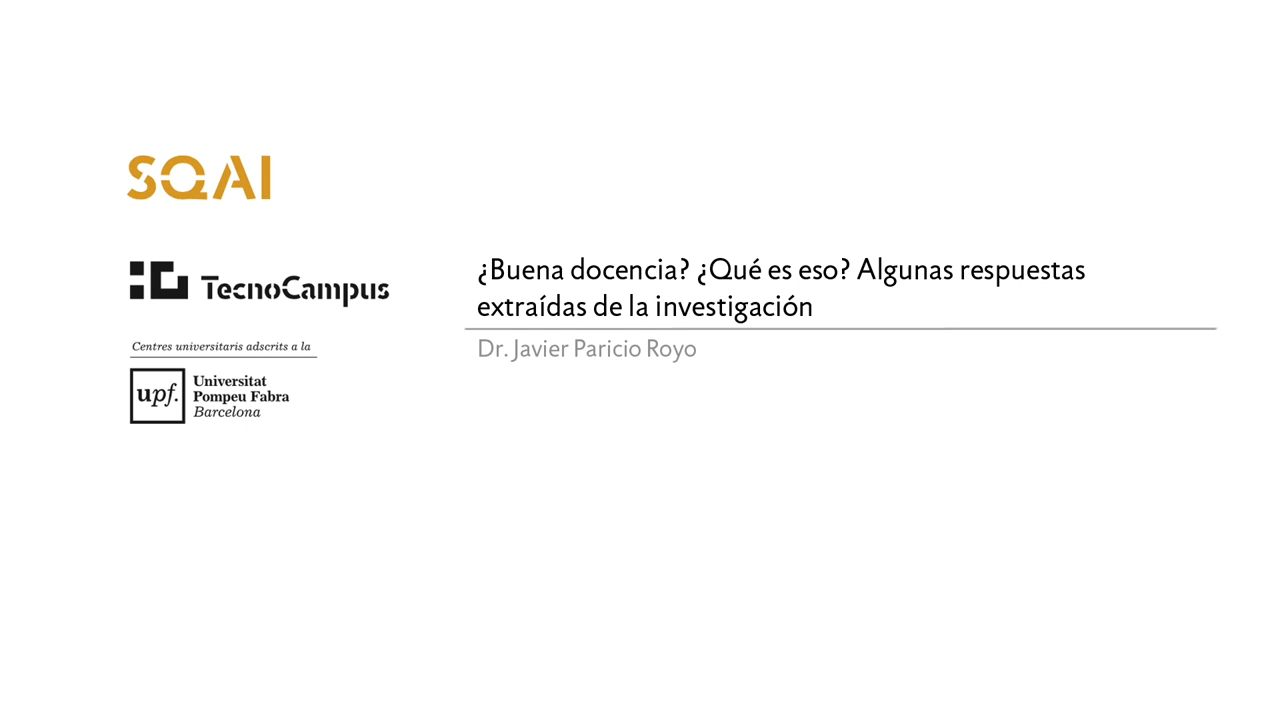 SQAI
TecnoCampus
Centres universitaris adscrits a la
upf.
Universitat
Pompeu Fabra
Barcelona
¿Buena docencia? ¿Qué es eso? Algunas respuestas
extraídas de la investigación
Dr. Javier Paricio Royo